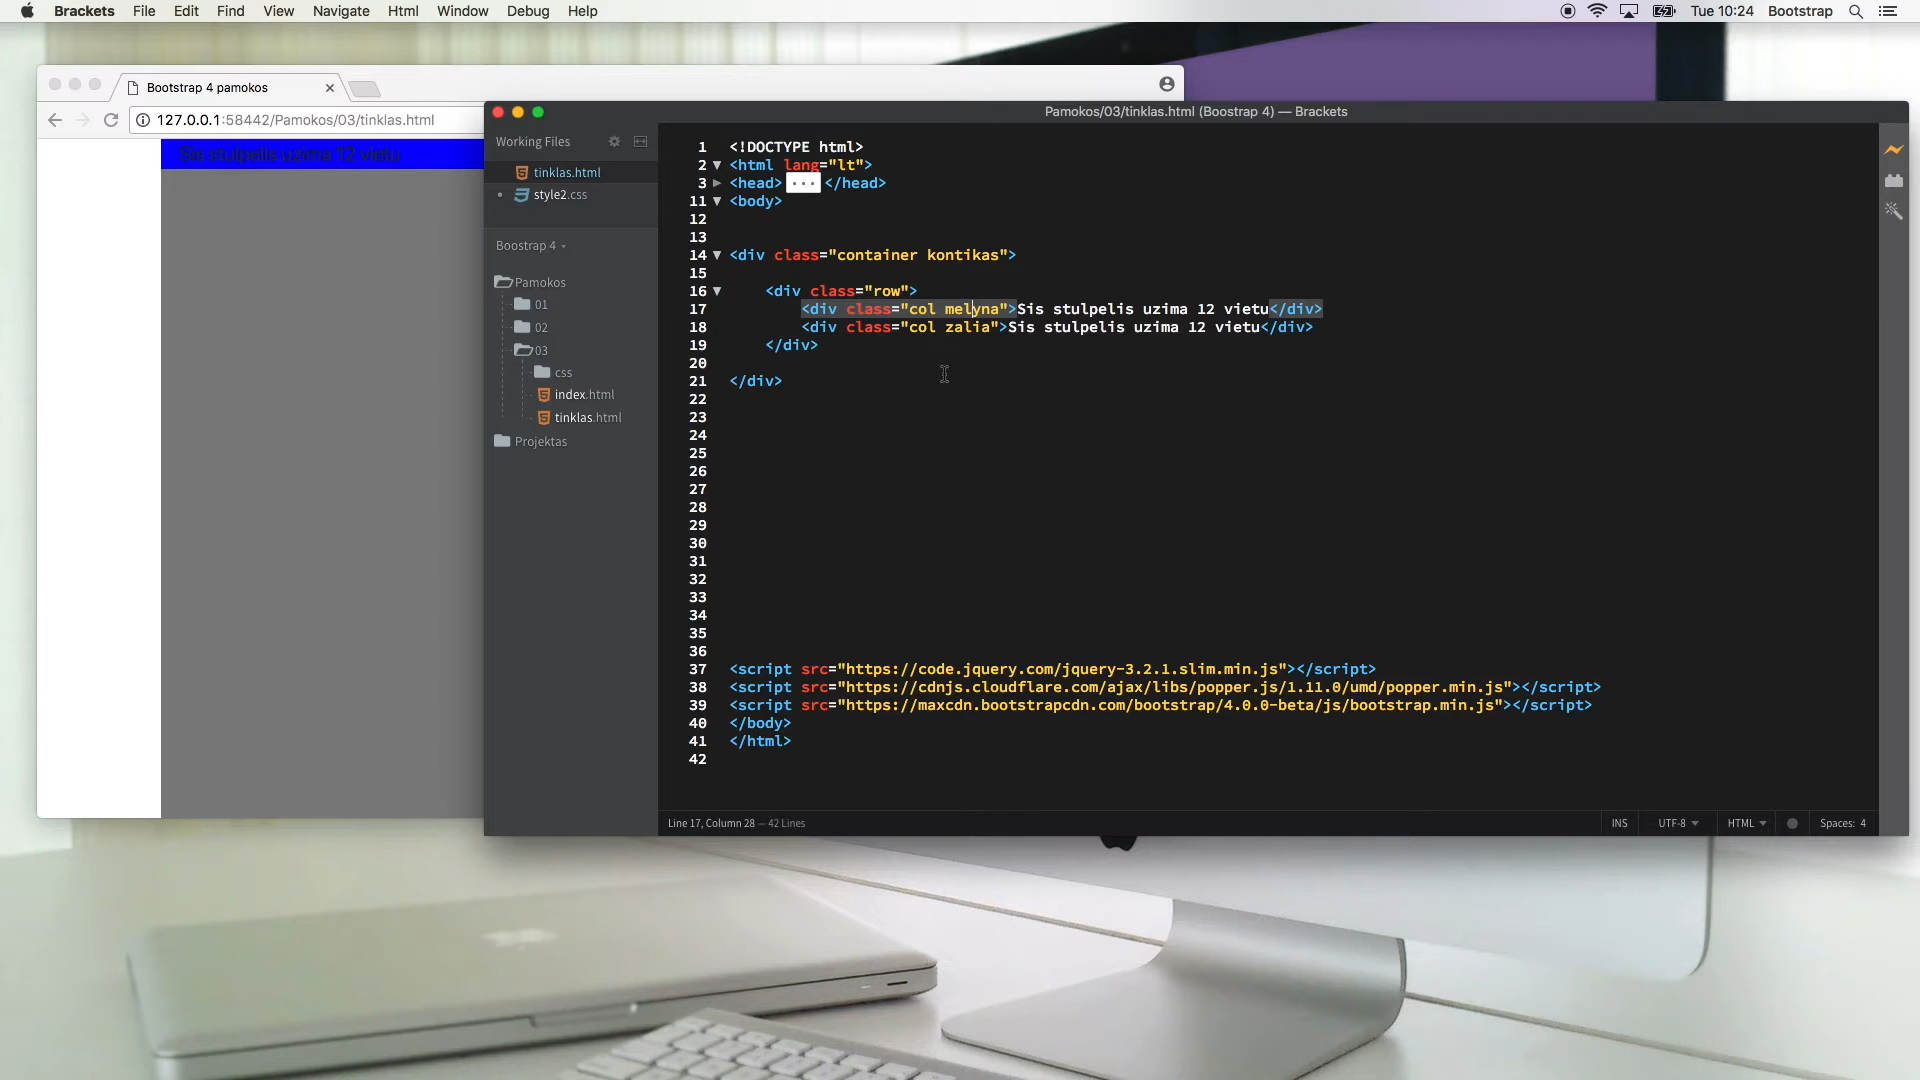 Brackets File Edit Find View Navigate Html Window Debug Help
Tue 10:24 Bootstrap
Bootstrap 4 pamokos
127.0.0.1:58442/Pamokos/03/tinklas.html
Sis stulpelis uzima 12 vietu
Pamokos/03/tinklas.html (Boostrap 4) — Brackets
Working Files
tinklas.html
style2.css
Boostrap 4
Pamokos
01
02
03
css
index.html
tinklas.html
Projektas
1 <!DOCTYPE html>
2 <html lang="lt">
3 <head> ... </head>
11 <body>
12
13
14 <div class="container kontikas">
15
16 <div class="row">
17 <div class="col melyna">Sis stulpelis uzima 12 vietu</div>
18 <div class="col zalia">Sis stulpelis uzima 12 vietu</div>
19 </div>
20
21 </div>
22
23
24
25
26
27
28
29
30
31
32
33
34
35
36
37 <script src="https://code.jquery.com/jquery-3.2.1.slim.min.js"></script>
38 <script src="https://cdnjs.cloudflare.com/ajax/libs/popper.js/1.11.0/umd/popper.min.js"></script>
39 <script src="https://maxcdn.bootstrapcdn.com/bootstrap/4.0.0-beta/js/bootstrap.min.js"></script>
40 </body>
41 </html>
42
Line 17, Column 28 — 42 Lines
INS UTF-8 HTML Spaces: 4